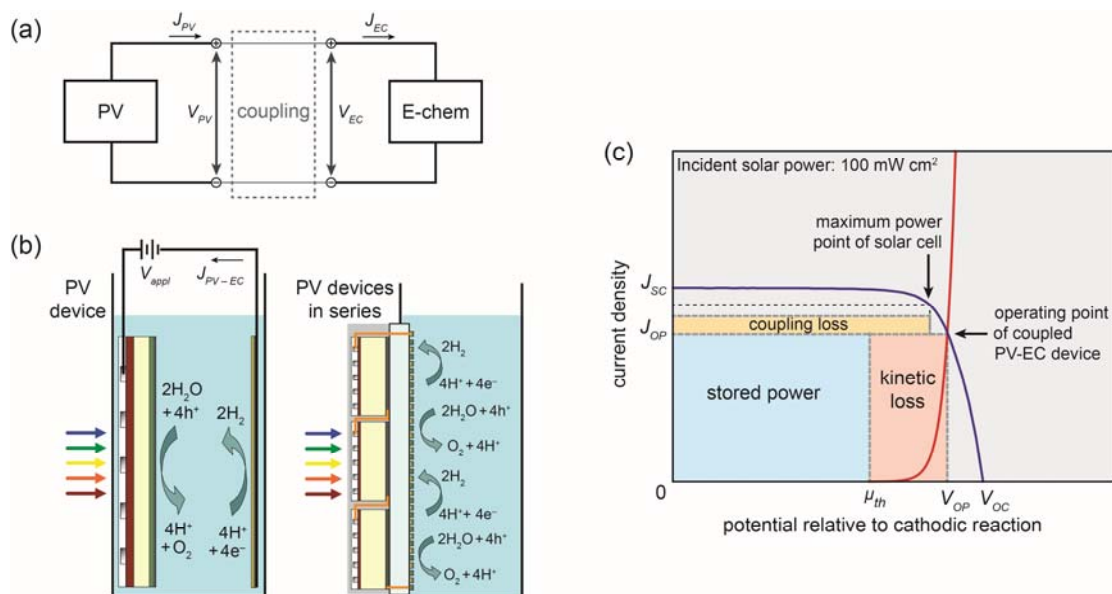 (a)
J_PV
J_EC
PV
V_PV
coupling
V_EC
E-chem
(b)
V_appl
J_PV – EC
PV
device
2H₂O
+ 4h⁺
2H₂
4H⁺
+ O₂
4H⁺
+ 4e⁻
PV devices
in series
2H₂
4H⁺ + 4e⁻
2H₂O + 4h⁺
O₂ + 4H⁺
2H₂
4H⁺ + 4e⁻
2H₂O + 4h⁺
O₂ + 4H⁺
(c)
Incident solar power: 100 mW cm²
maximum power
point of solar cell
J_SC
coupling loss
J_OP
operating point
of coupled
PV-EC device
current density
stored power
kinetic
loss
0
μ_th
V_OP
V_OC
potential relative to cathodic reaction